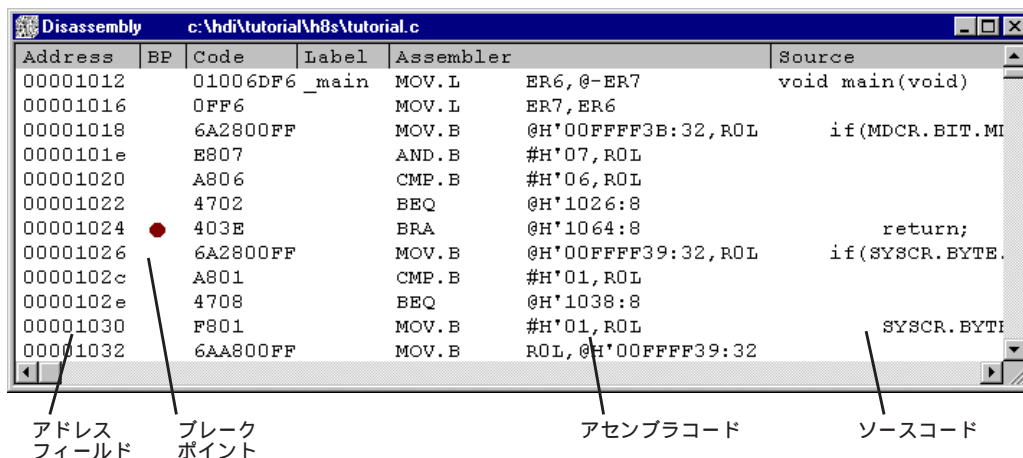 Disassembly c:\hdi\tutorial\h8s\tutorial.c
Address BP Code Label Assembler Source
00001012 01006DF6 _main MOV.L ER6,@-ER7 void main(void)
00001016 0FF6 MOV.L ER7,ER6
00001018 6A2800FF MOV.B @H'00FFFF3B:32,R0L if(MDCR.BIT.MD
0000101e E807 AND.B #H'07,R0L
00001020 A806 CMP.B #H'06,R0L
00001022 4702 BEQ @H'1026:8
00001024 403E BRA @H'1064:8 return;
00001026 6A2800FF MOV.B @H'00FFFF39:32,R0L if(SYSCR.BYTE.
0000102c A801 CMP.B #H'01,R0L
0000102e 4708 BEQ @H'1038:8
00001030 F801 MOV.B #H'01,R0L SYSCR.BYTE
00001032 6AA800FF MOV.B R0L,@H'00FFFF39:32
アドレス
フィールド
ブレーク
ポイント
アセンブラコード
ソースコード